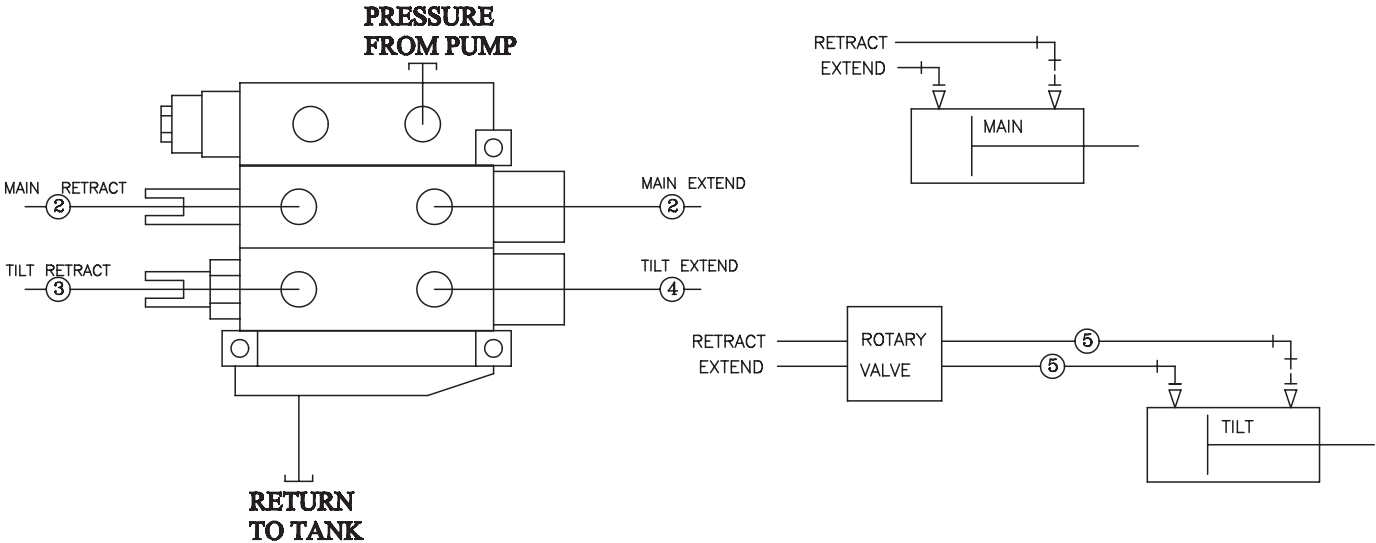 PRESSURE
FROM PUMP
MAIN RETRACT
2
MAIN EXTEND
2
TILT RETRACT
3
TILT EXTEND
4
RETURN
TO TANK
RETRACT
EXTEND
MAIN
RETRACT
EXTEND
ROTARY
VALVE
5
5
TILT